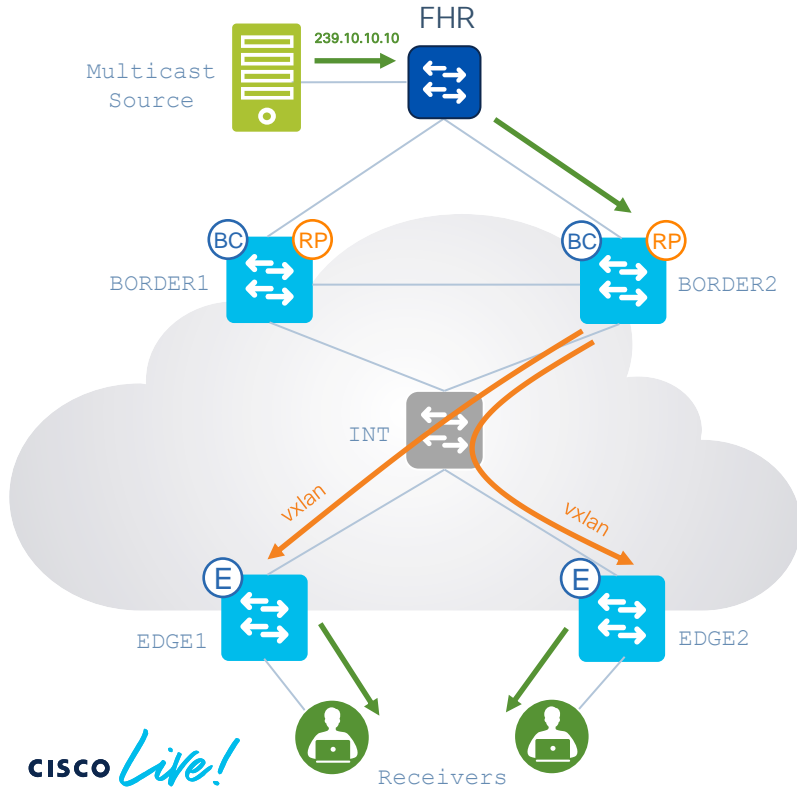 FHR
239.10.10.10
Multicast
Source
BC
RP
BC
RP
BORDER1
BORDER2
INT
vxlan
vxlan
E
E
EDGE1
EDGE2
Receivers
CISCO Live!